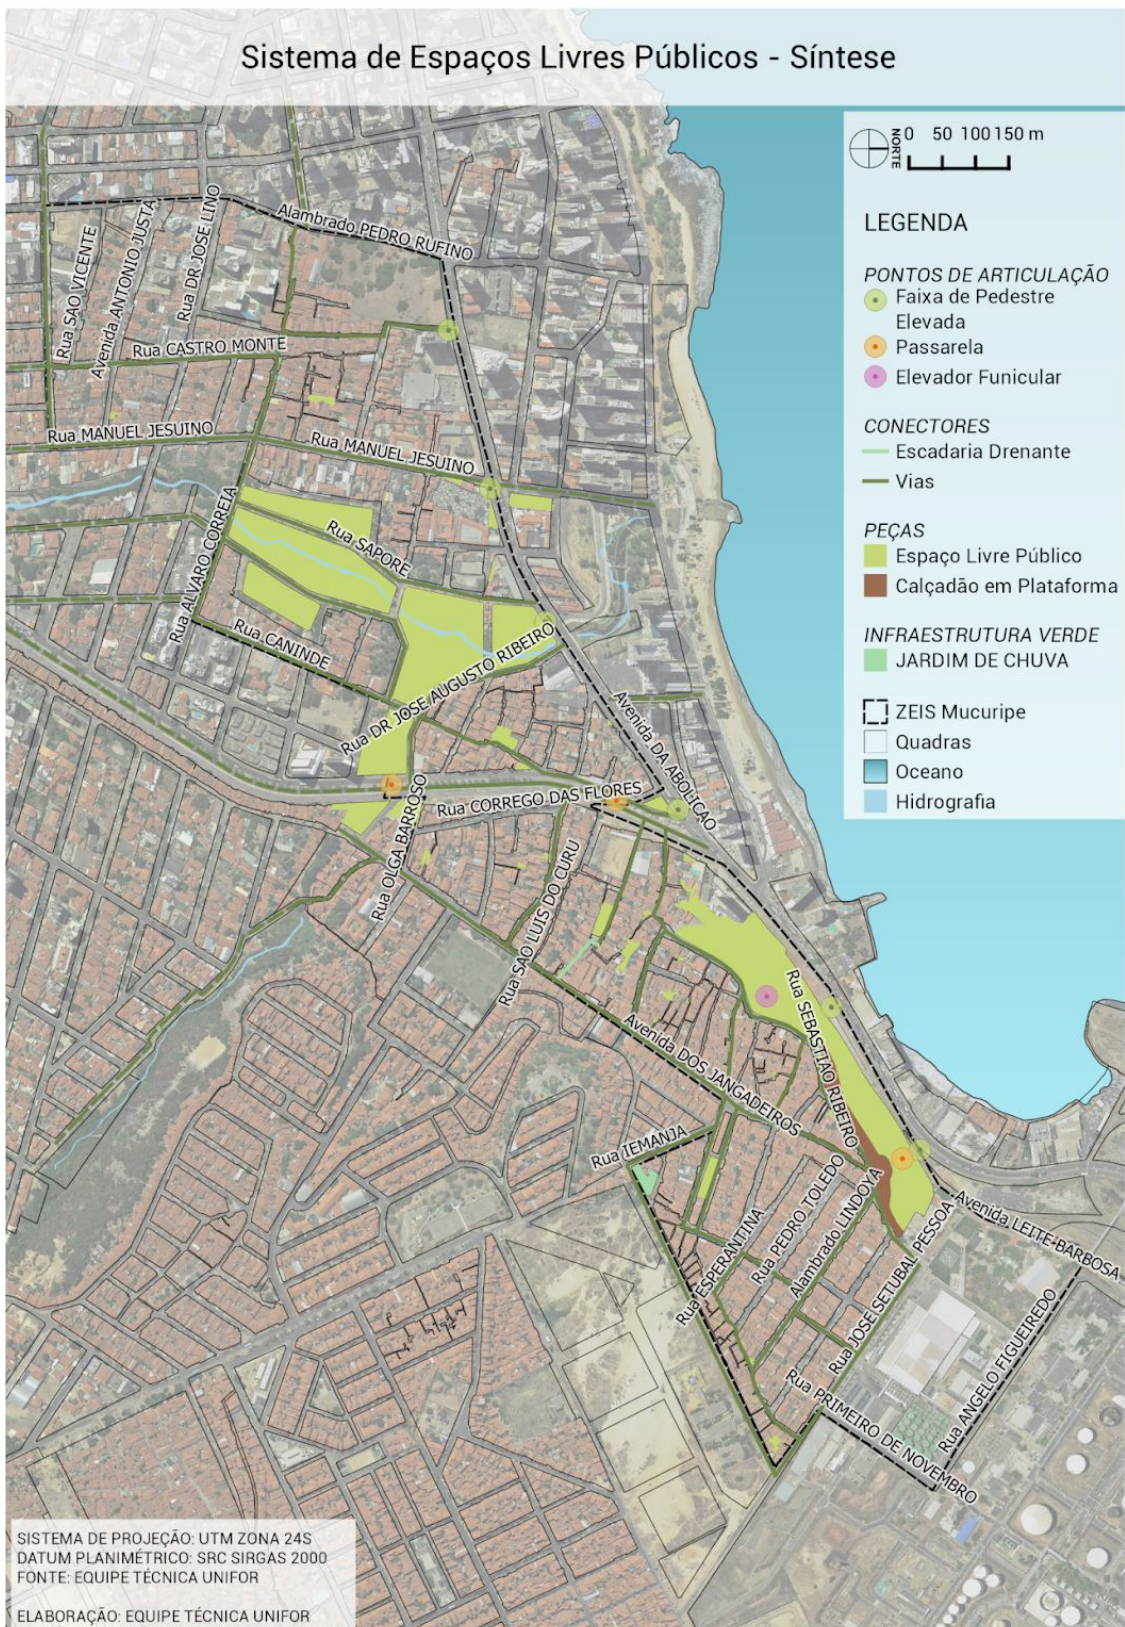 Sistema de Espaços Livres Públicos - Síntese
NORTE
0 50 100 150 m
LEGENDA
PONTOS DE ARTICULAÇÃO
Faixa de Pedestre
Elevada
Passarela
Elevador Funicular
CONECTORES
Escadaria Drenante
Vias
PEÇAS
Espaço Livre Público
Calçadão em Plataforma
INFRAESTRUTURA VERDE
JARDIM DE CHUVA
ZEIS Mucuripe
Quadras
Oceano
Hidrografia
Alambrado PEDRO RUFINO
Rua SAO VICENTE
Avenida ANTONIO JUSTA
Rua DR JOSE LINO
Rua CASTRO MONTE
Rua MANUEL JESUINO
Rua MANUEL JESUINO
Rua ALVARO CORREIA
Rua SAPORE
Rua CANINDE
Rua DR JOSE AUGUSTO RIBEIRO
Avenida DA ABOLIÇAO
Rua CORREGO DAS FLORES
Rua OLGA BARROSO
Rua SAO LUIS DO CURU
Rua SEBASTIAO RIBEIRO
Avenida DOS JANGADEIROS
Rua IEMANJA
Rua ESPERANTINA
Rua PEDRO TOLEDO
Alambrado LINDOYA
Rua JOSE SETUBAL PESSOA
Avenida LEITE BARBOSA
Rua ANGELO FIGUEIREDO
Rua PRIMEIRO DE NOVEMBRO
SISTEMA DE PROJEÇÃO: UTM ZONA 24S
DATUM PLANIMÉTRICO: SRC SIRGAS 2000
FONTE: EQUIPE TÉCNICA UNIFOR
ELABORAÇÃO: EQUIPE TÉCNICA UNIFOR